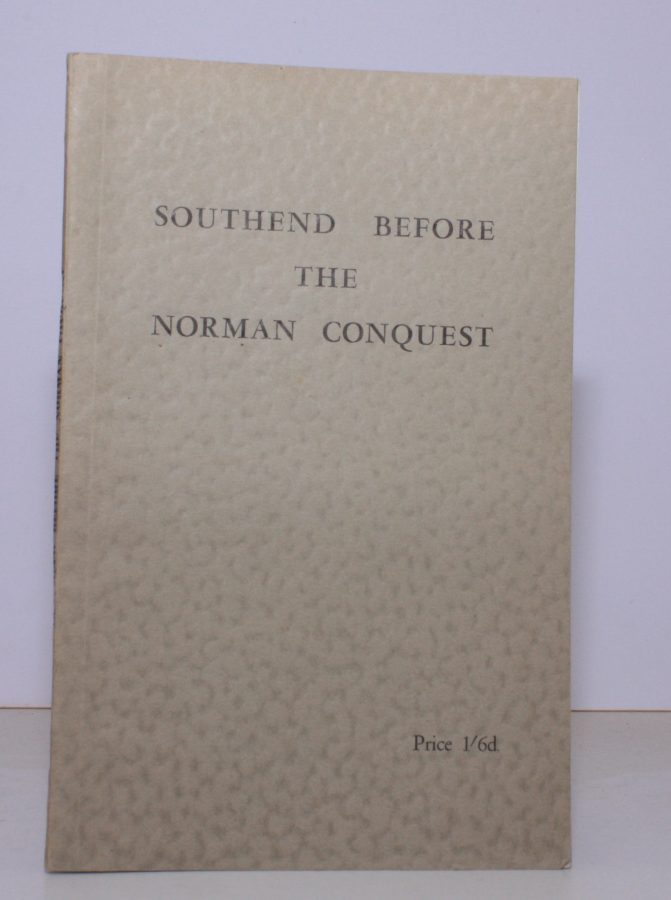 SOUTHEND BEFORE
THE
NORMAN CONQUEST
Price 1/6d.